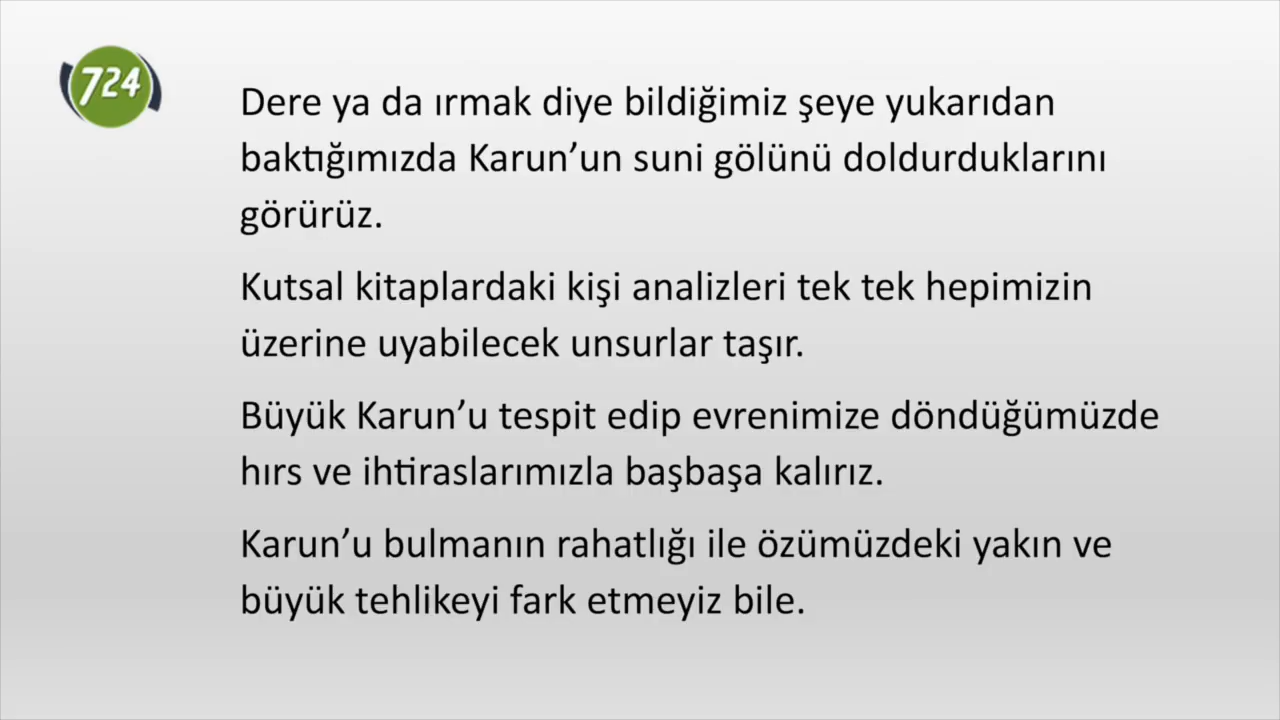 724
Dere ya da ırmak diye bildiğimiz şeye yukarıdan
baktığımızda Karun’un suni gölünü doldurduklarını
görürüz.
Kutsal kitaplardaki kişi analizleri tek tek hepimizin
üzerine uyabilecek unsurlar taşır.
Büyük Karun’u tespit edip evrenimize döndüğümüzde
hırs ve ihtiraslarımızla başbaşa kalırız.
Karun’u bulmanın rahatlığı ile özümüzdeki yakın ve
büyük tehlikeyi fark etmeyiz bile.